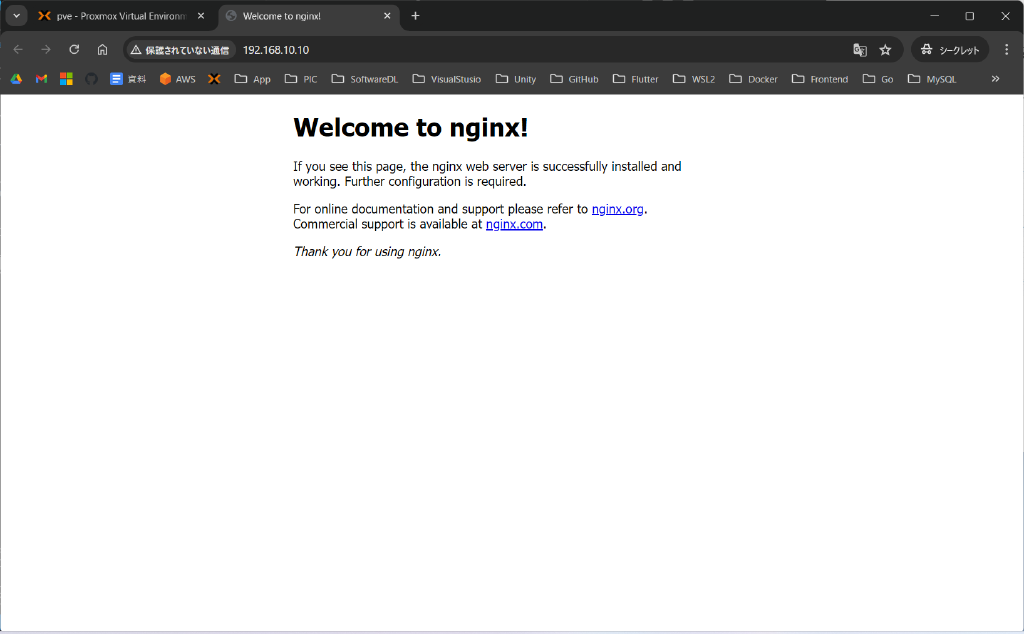 pve - Proxmox Virtual Environm
Welcome to nginx!
保護されていない通信 192.168.10.10
シークレット
資料 AWS App PIC SoftwareDL VisualStusio Unity GitHub Flutter WSL2 Docker Frontend Go MySQL
Welcome to nginx!
If you see this page, the nginx web server is successfully installed and
working. Further configuration is required.
For online documentation and support please refer to nginx.org.
Commercial support is available at nginx.com.
Thank you for using nginx.